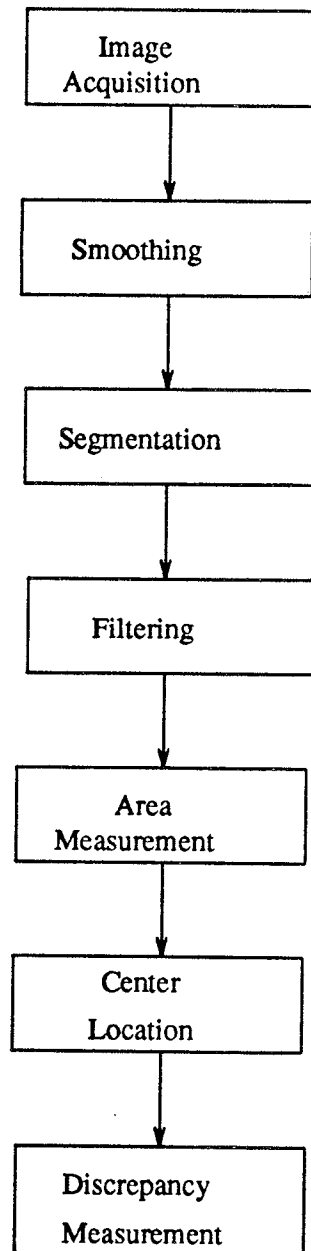 Image
Acquisition
Smoothing
Segmentation
Filtering
Area
Measurement
Center
Location
Discrepancy
Measurement